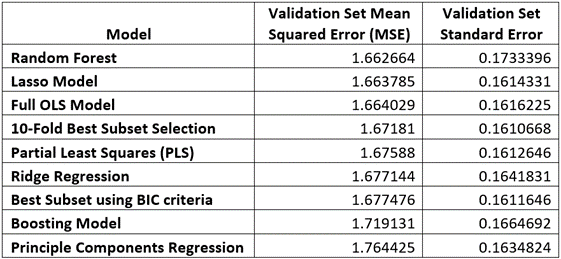 Model Validation Set Mean Squared Error (MSE) Validation Set Standard Error
Random Forest 1.662664 0.1733396
Lasso Model 1.663785 0.1614331
Full OLS Model 1.664029 0.1616225
10-Fold Best Subset Selection 1.67181 0.1610668
Partial Least Squares (PLS) 1.67588 0.1612646
Ridge Regression 1.677144 0.1641831
Best Subset using BIC criteria 1.677476 0.1611646
Boosting Model 1.719131 0.1664692
Principle Components Regression 1.764425 0.1634824